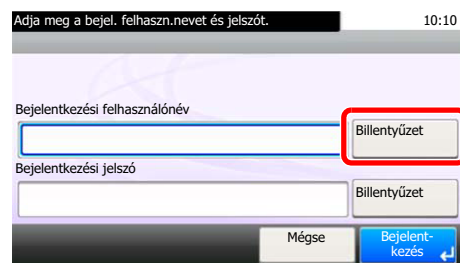 Adja meg a bejel. felhaszn.nevet és jelszót. 10:10
Bejelentkezési felhasználónév
Billentyűzet
Bejelentkezési jelszó
Billentyűzet
Mégse
Bejelent-
kezés